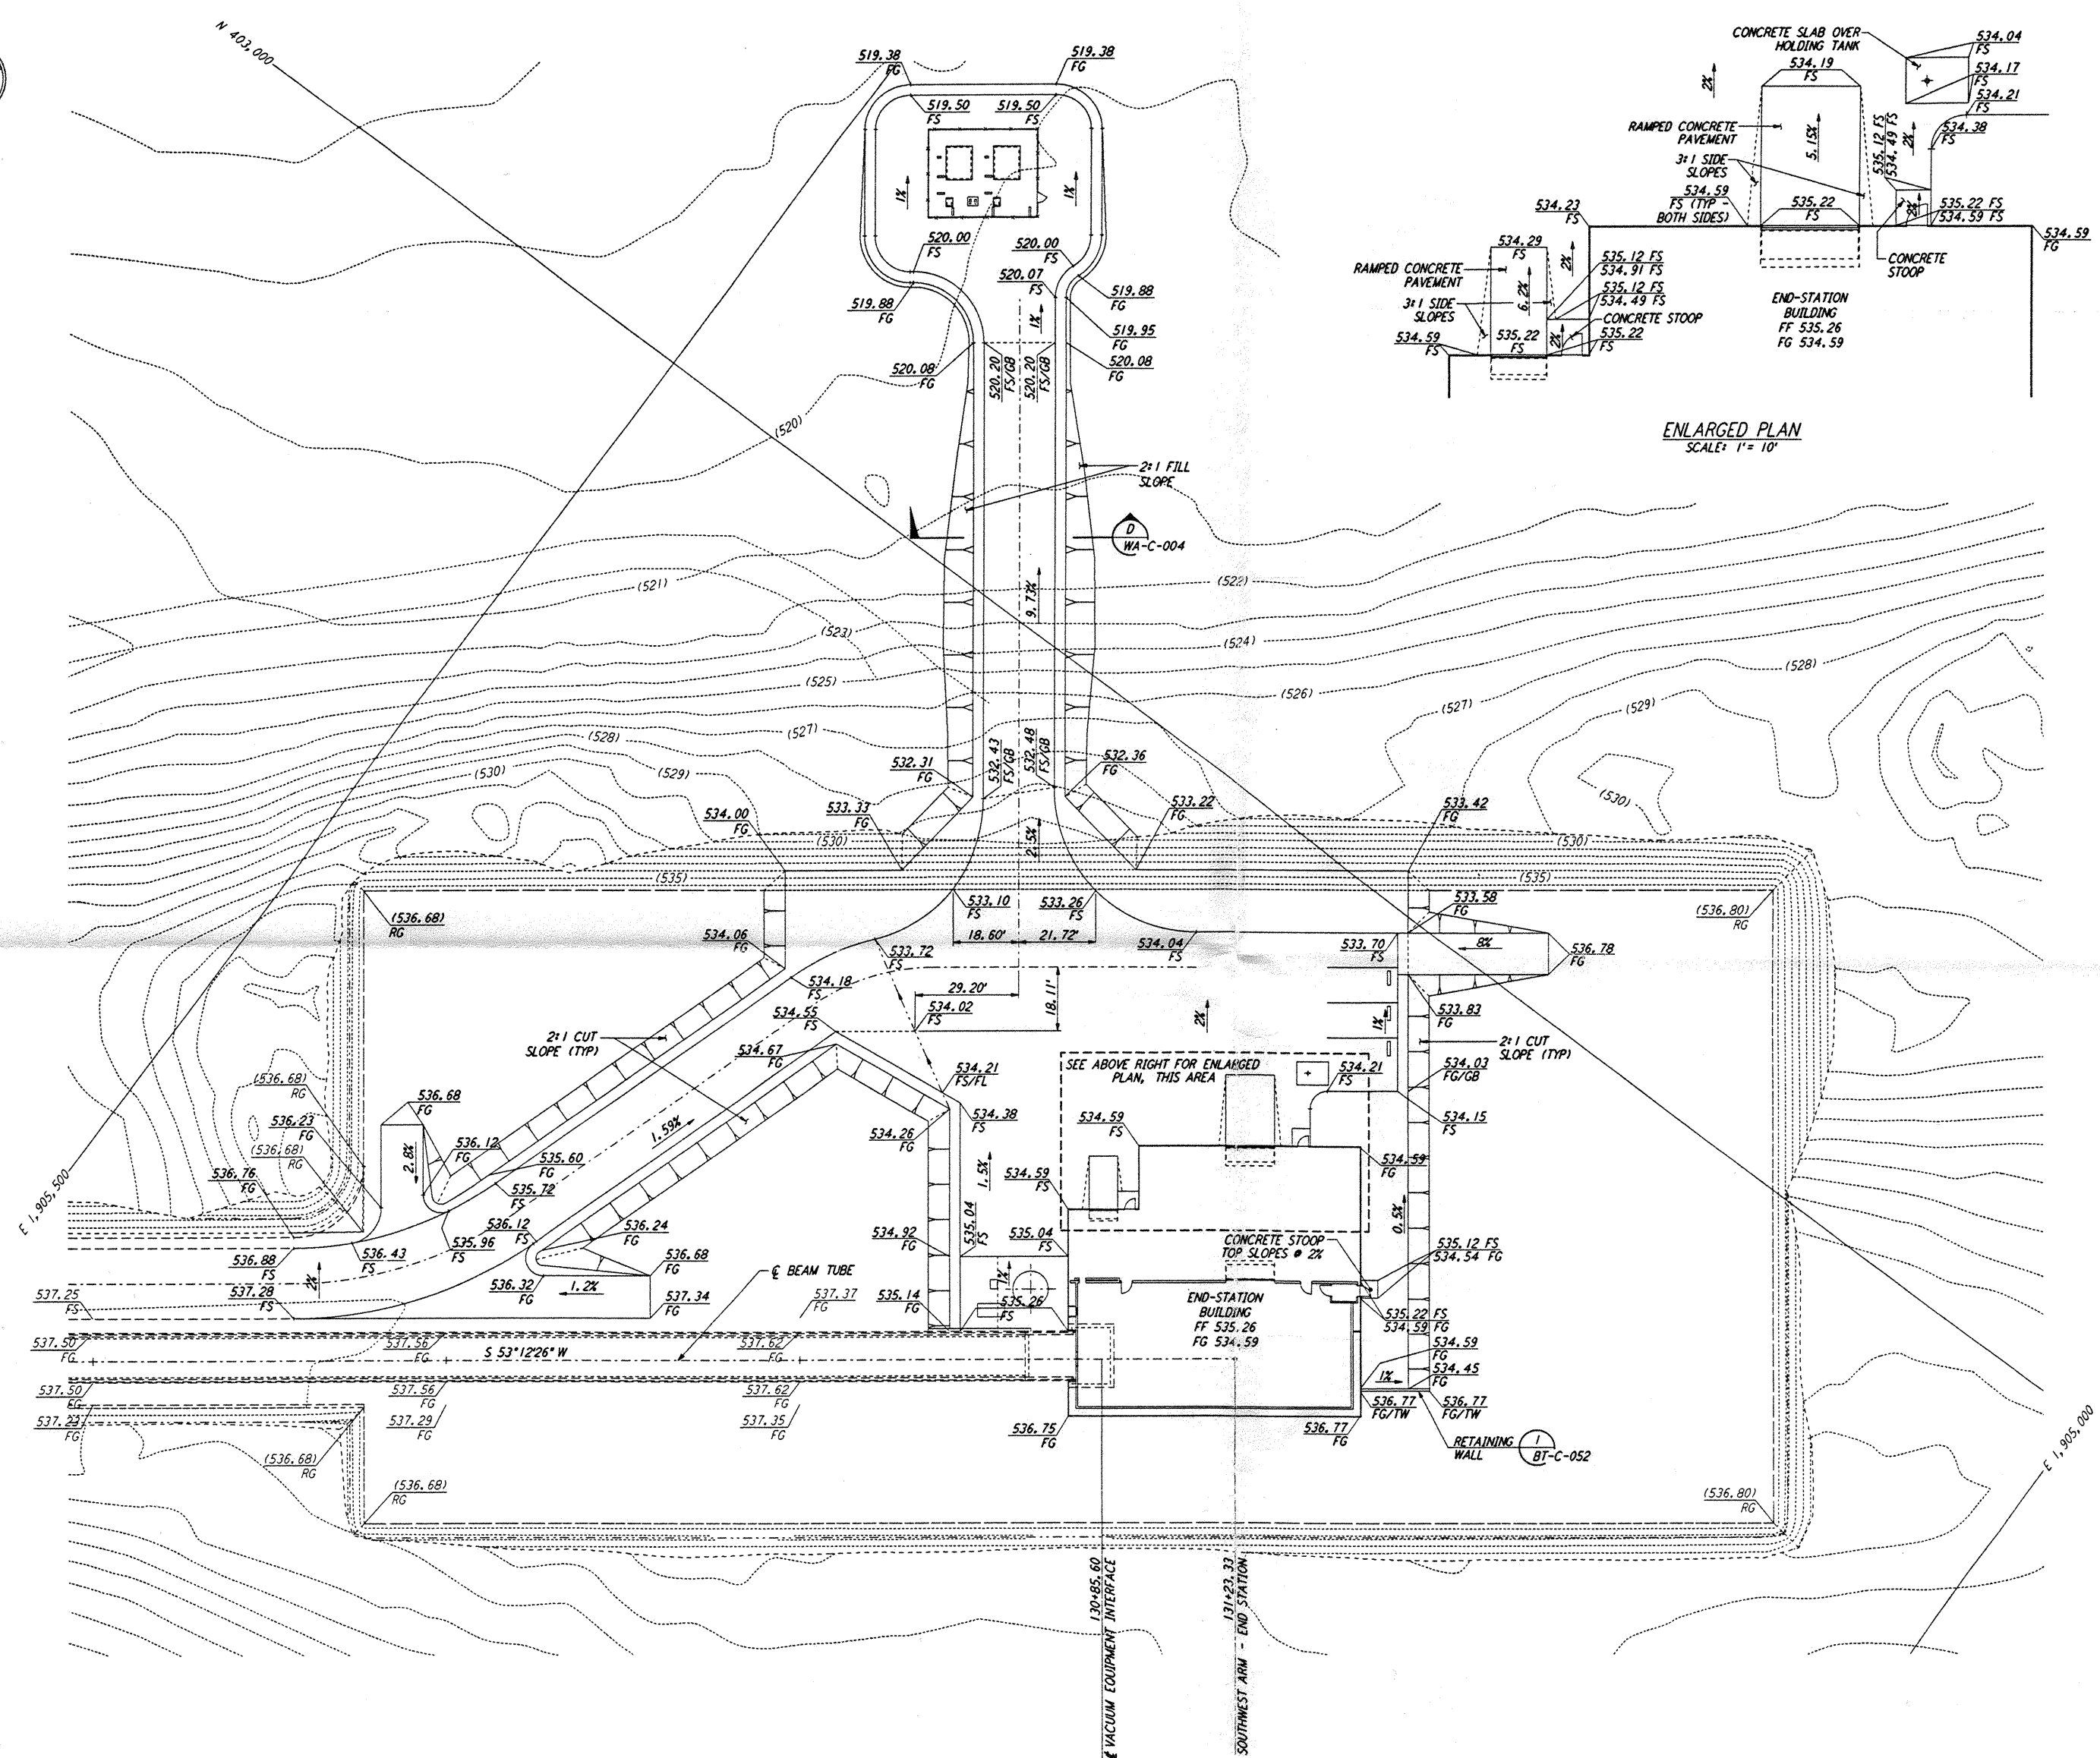 N 403,000
519.38
FG
519.38
FG
519.50
FS
519.50
FS
1%
1%
520.00
FS
520.00
FS
520.07
FS
519.88
FG
519.88
FG
1%
519.95
FG
520.08
FG
520.20
FS/GB
520.20
FS/GB
520.08
FG
(520)
2:1 FILL
SLOPE
D
WA-C-004
9.73%
CONCRETE SLAB OVER
HOLDING TANK
534.04
FS
534.17
FS
534.21
FS
534.38
FS
2%
534.19
FS
RAMPED CONCRETE
PAVEMENT
5.15%
535.12 FS
534.49 FS
2%
3:1 SIDE
SLOPES
534.59
FS (TYP -
BOTH SIDES)
535.22
FS
2%
535.22 FS
534.59 FS
534.23
FS
534.59
FG
534.29
FS
2%
535.12 FS
534.91 FS
535.12 FS
534.49 FS
CONCRETE
STOOP
RAMPED CONCRETE
PAVEMENT
6.2%
3:1 SIDE
SLOPES
CONCRETE STOOP
534.59
FS
535.22
FS
2%
535.22
FS
END-STATION
BUILDING
FF 535.26
FG 534.59
ENLARGED PLAN
SCALE: 1"= 10'
(521)
(522)
(523)
(524)
(525)
(526)
(528)
(527)
(527)
(529)
(528)
(530)
(529)
(530)
532.31
FG
532.43
FS/GB
532.48
FS/GB
532.36
FG
534.00
FG
533.33
FG
533.22
FG
533.42
FG
(530)
2.5%
(530)
(535)
(535)
(536.68)
RG
533.10
FS
533.26
FS
533.58
FG
(536.80)
RG
534.06
FG
18.60'
21.72'
534.04
FS
533.70
FS
8%
536.78
FG
533.72
FS
534.18
FS
29.20'
18.11'
534.02
FS
534.55
FS
2%
1%
533.83
FG
2:1 CUT
SLOPE (TYP)
534.67
FG
SEE ABOVE RIGHT FOR ENLARGED
PLAN, THIS AREA
2:1 CUT
SLOPE (TYP)
534.21
FS/FL
534.21
FS
534.03
FG/GB
(536.68)
RG
536.68
FG
534.38
FS
534.59
FS
534.15
FS
536.23
FG
1.59%
534.26
FG
(536.68)
RG
2.8%
536.12
FG
535.60
FG
1.5%
534.59
FG
536.76
FG
535.72
FS
534.59
FS
E 1,905,500
536.12
FS
536.24
FG
534.92
FG
535.04
FS
535.04
FS
0.5%
536.88
FS
536.43
FS
535.96
FS
CONCRETE STOOP
TOP SLOPES @ 2%
535.12 FS
534.54 FG
2%
536.68
FG
℄ BEAM TUBE
1%
536.32
FG
1.2%
537.25
FS
537.28
FS
537.34
FG
537.37
FG
535.14
FG
535.26
FS
END-STATION
BUILDING
FF 535.26
FG 534.59
535.22 FS
534.59 FG
537.50
FG
537.56
FG
S 53°12'26" W
537.62
FG
534.59
FG
534.45
FG
1%
537.50
FG
537.56
FG
537.62
FG
536.77
FG/TW
536.77
FG/TW
537.23
FG
537.29
FG
537.35
FG
536.75
FG
536.77
FG
RETAINING
WALL
1
BT-C-052
E 1,905,000
(536.68)
RG
(536.68)
RG
(536.80)
RG
130+85.60
℄ VACUUM EQUIPMENT INTERFACE
131+23.33
SOUTHWEST ARM - END STATION